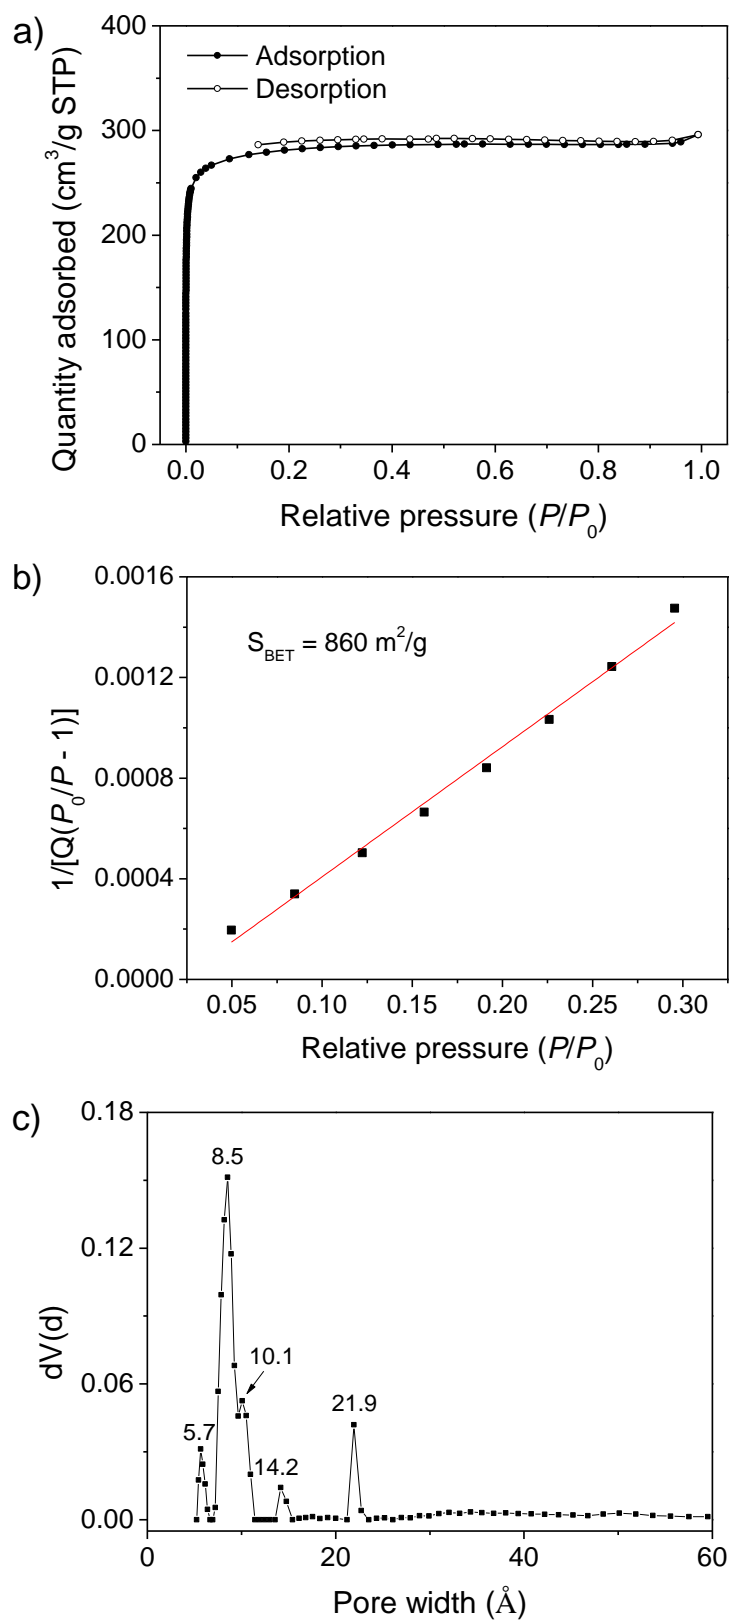 a)
400
300
200
100
0
Quantity adsorbed (cm³/g STP)
Adsorption
Desorption
0.0 0.2 0.4 0.6 0.8 1.0
Relative pressure (P/P₀)
b)
0.0016
0.0012
0.0008
0.0004
0.0000
1/[Q(P₀/P - 1)]
S_BET = 860 m²/g
0.05 0.10 0.15 0.20 0.25 0.30
Relative pressure (P/P₀)
c)
0.18
0.12
0.06
0.00
dV(d)
8.5
10.1
5.7
14.2
21.9
0 20 40 60
Pore width (Å)